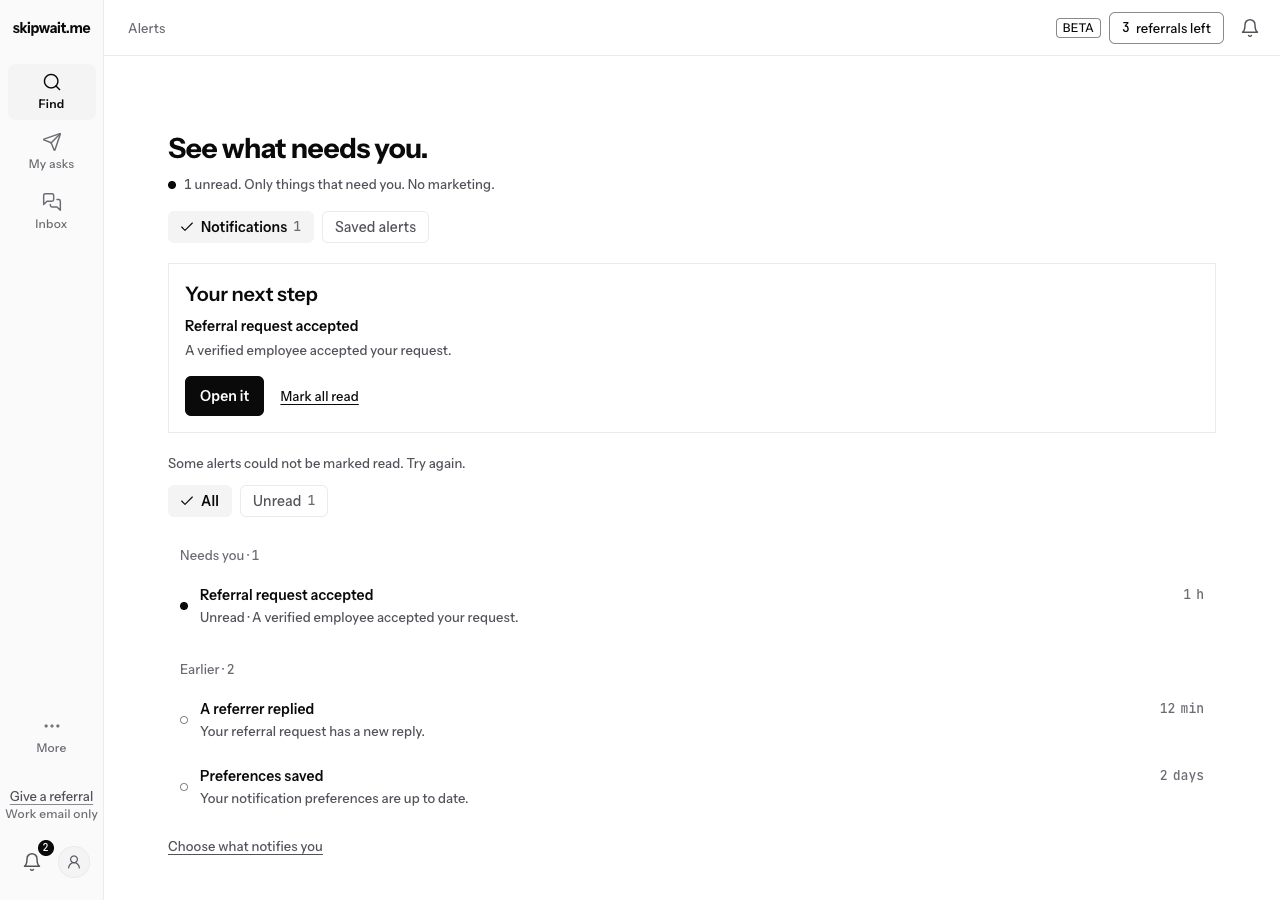 skipwait.me
Alerts
BETA
3 referrals left
Find
My asks
Inbox
See what needs you.
1 unread. Only things that need you. No marketing.
Notifications 1
Saved alerts
Your next step
Referral request accepted
A verified employee accepted your request.
Open it
Mark all read
Some alerts could not be marked read. Try again.
All
Unread 1
Needs you · 1
Referral request accepted
1 h
Unread · A verified employee accepted your request.
Earlier · 2
A referrer replied
12 min
Your referral request has a new reply.
Preferences saved
2 days
Your notification preferences are up to date.
Choose what notifies you
More
Give a referral
Work email only
2